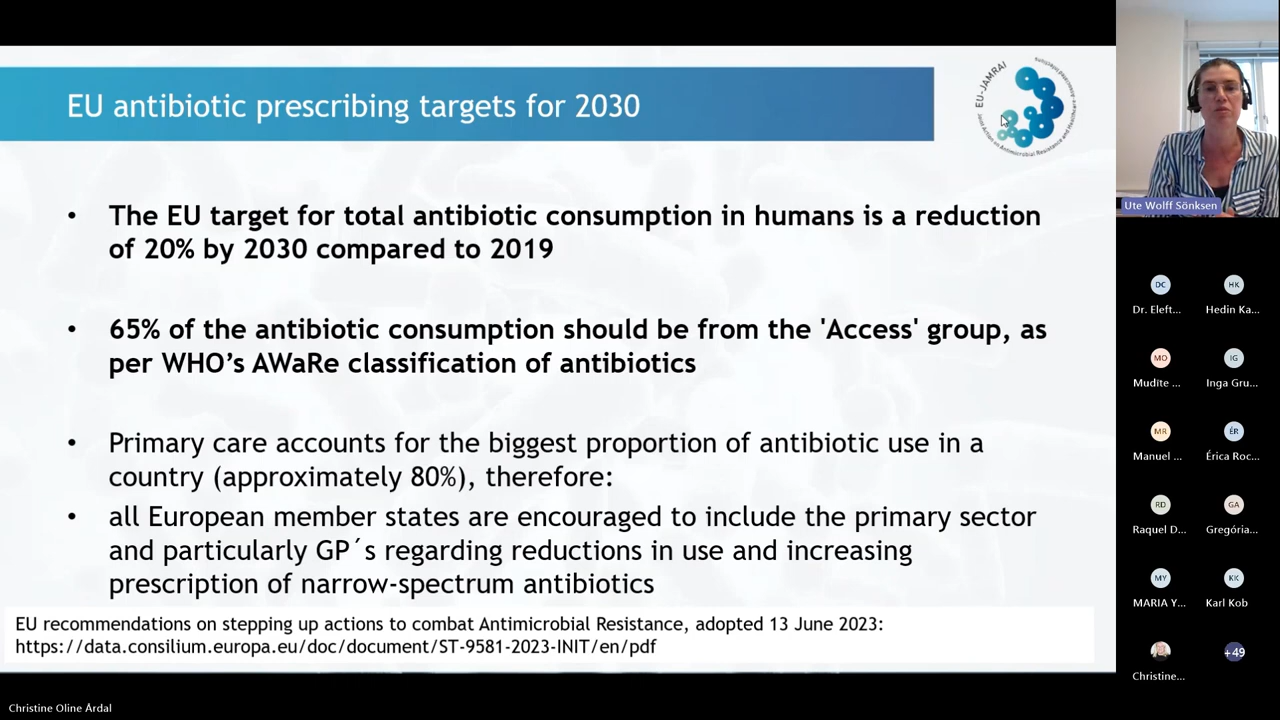 EU antibiotic prescribing targets for 2030
EU-JAMRAI
• The EU target for total antibiotic consumption in humans is a reduction
of 20% by 2030 compared to 2019
• 65% of the antibiotic consumption should be from the 'Access' group, as
per WHO’s AWaRe classification of antibiotics
• Primary care accounts for the biggest proportion of antibiotic use in a
country (approximately 80%), therefore:
• all European member states are encouraged to include the primary sector
and particularly GP´s regarding reductions in use and increasing
prescription of narrow-spectrum antibiotics
EU recommendations on stepping up actions to combat Antimicrobial Resistance, adopted 13 June 2023:
https://data.consilium.europa.eu/doc/document/ST-9581-2023-INIT/en/pdf
Ute Wolff Sönksen
DC
HK
Dr. Eleft...
Hedin Ka...
MO
IG
Mudīte ...
Inga Gru...
MR
ÉR
Manuel ...
Érica Roc...
RD
GA
Raquel D...
Gregória...
MY
KK
MARIA Y...
Karl Kob
+49
Christine...
Christine Oline Årdal